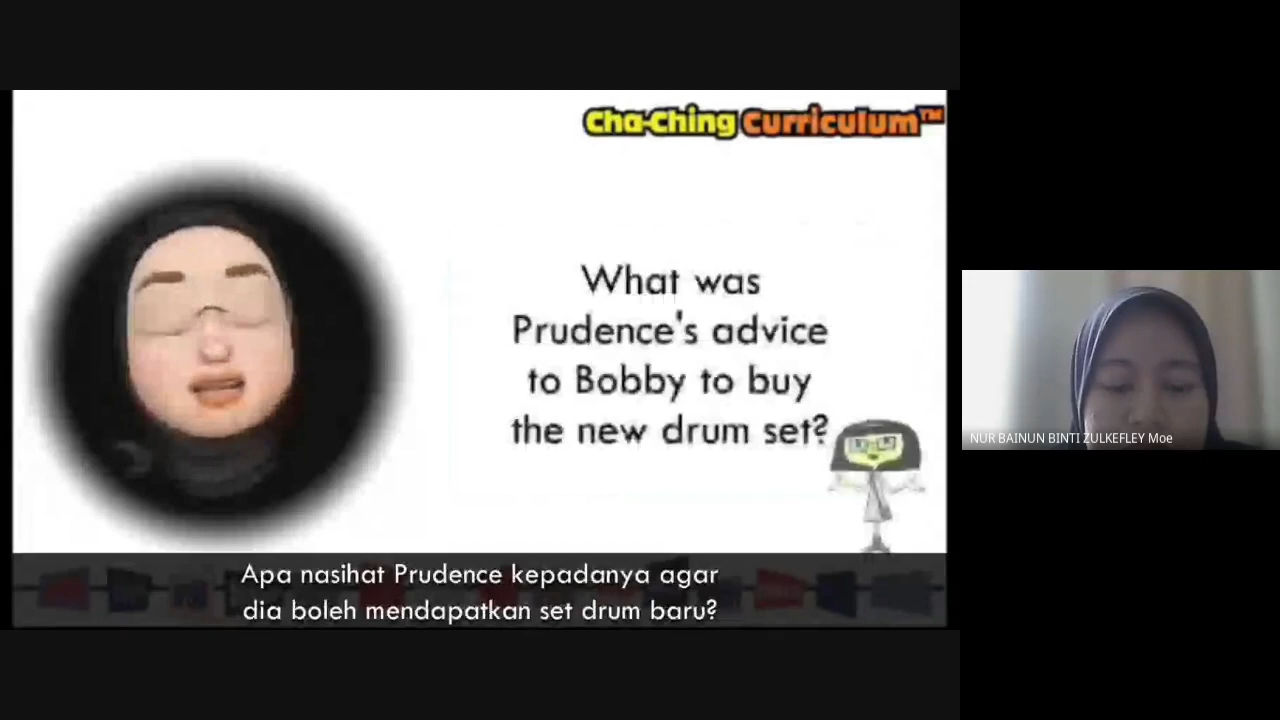 Cha-Ching Curriculum™
What was
Prudence's advice
to Bobby to buy
the new drum set?
Apa nasihat Prudence kepadanya agar
dia boleh mendapatkan set drum baru?
NUR BAINUN BINTI ZULKEFLEY Moe